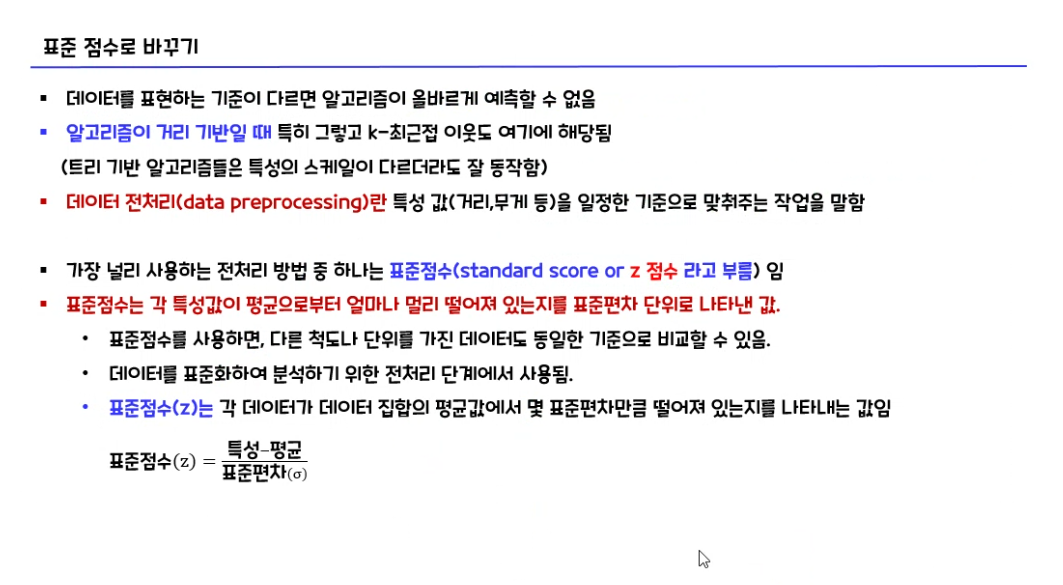 표준 점수로 바꾸기
▪ 데이터를 표현하는 기준이 다르면 알고리즘이 올바르게 예측할 수 없음
▪ 알고리즘이 거리 기반일 때 특히 그렇고 k-최근접 이웃도 여기에 해당됨
(트리 기반 알고리즘들은 특성의 스케일이 다르더라도 잘 동작함)
▪ 데이터 전처리(data preprocessing)란 특성 값(거리,무게 등)을 일정한 기준으로 맞춰주는 작업을 말함
▪ 가장 널리 사용하는 전처리 방법 중 하나는 표준점수(standard score or z 점수 라고 부름) 임
▪ 표준점수는 각 특성값이 평균으로부터 얼마나 멀리 떨어져 있는지를 표준편차 단위로 나타낸 값.
• 표준점수를 사용하면, 다른 척도나 단위를 가진 데이터도 동일한 기준으로 비교할 수 있음.
• 데이터를 표준화하여 분석하기 위한 전처리 단계에서 사용됨.
• 표준점수(z)는 각 데이터가 데이터 집합의 평균값에서 몇 표준편차만큼 떨어져 있는지를 나타내는 값임
표준점수(z) = 특성-평균
표준편차(σ)